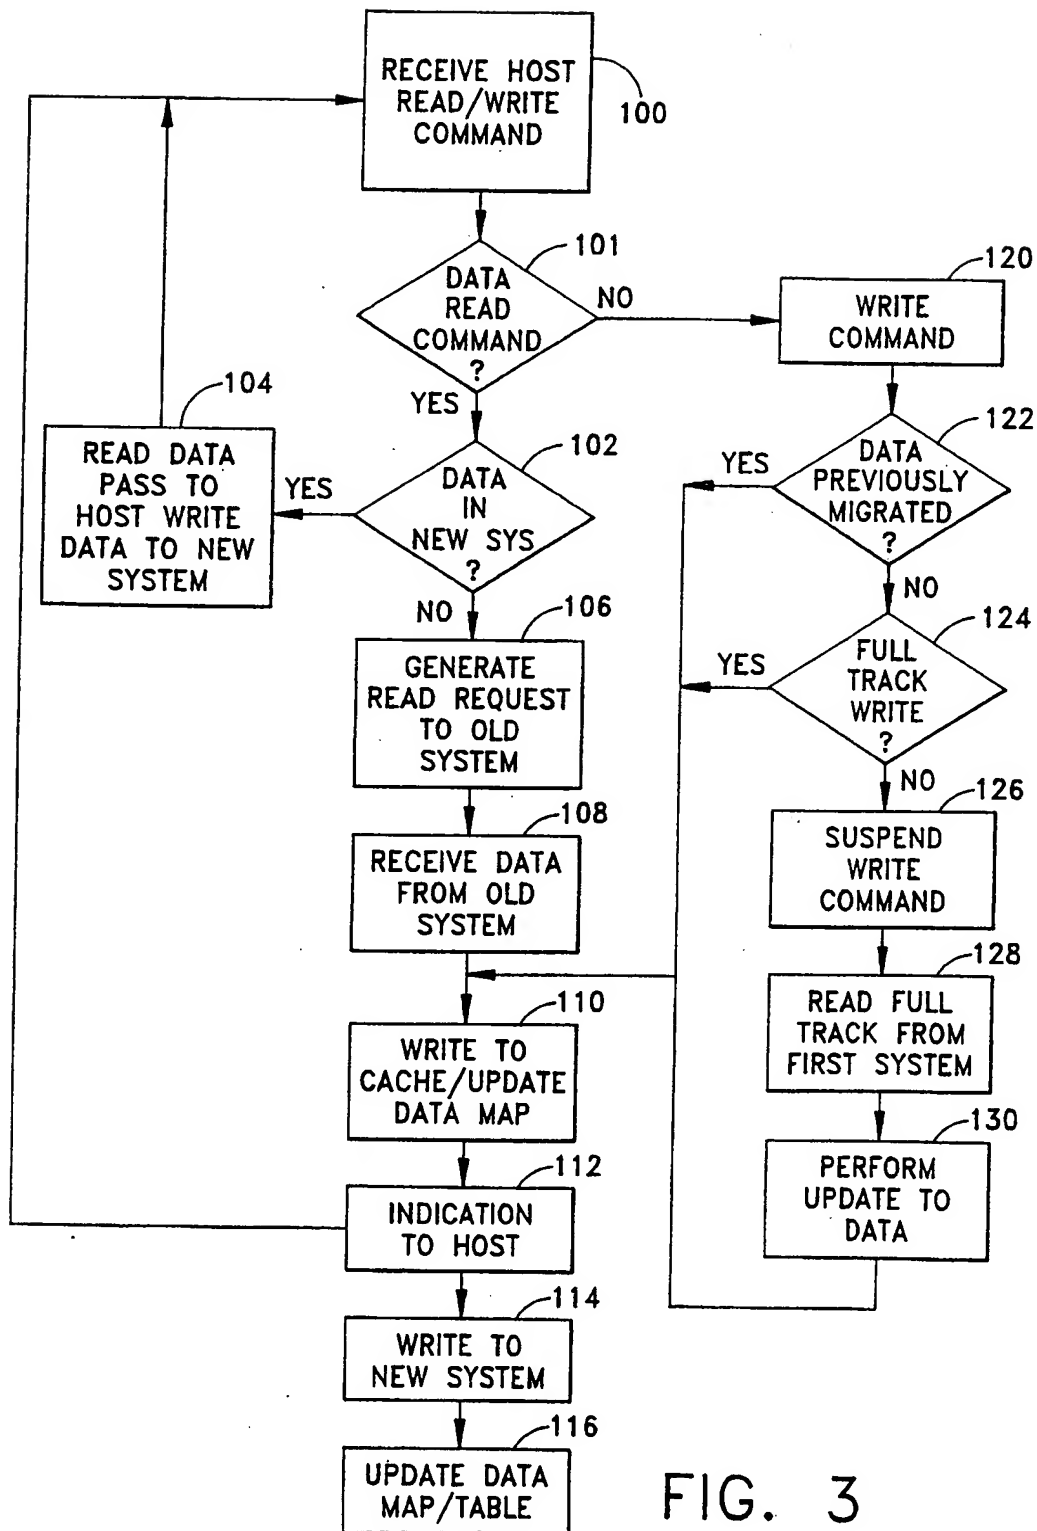 RECEIVE HOST
READ/WRITE
COMMAND
100
DATA
READ
COMMAND
?
101
NO
YES
WRITE
COMMAND
120
READ DATA
PASS TO
HOST WRITE
DATA TO NEW
SYSTEM
104
YES
DATA
IN
NEW SYS
?
102
NO
DATA
PREVIOUSLY
MIGRATED
?
122
YES
NO
GENERATE
READ REQUEST
TO OLD
SYSTEM
106
FULL
TRACK
WRITE
?
124
YES
NO
RECEIVE DATA
FROM OLD
SYSTEM
108
SUSPEND
WRITE
COMMAND
126
READ FULL
TRACK FROM
FIRST SYSTEM
128
WRITE TO
CACHE/UPDATE
DATA MAP
110
PERFORM
UPDATE TO
DATA
130
INDICATION
TO HOST
112
WRITE TO
NEW SYSTEM
114
UPDATE DATA
MAP/TABLE
116
FIG. 3